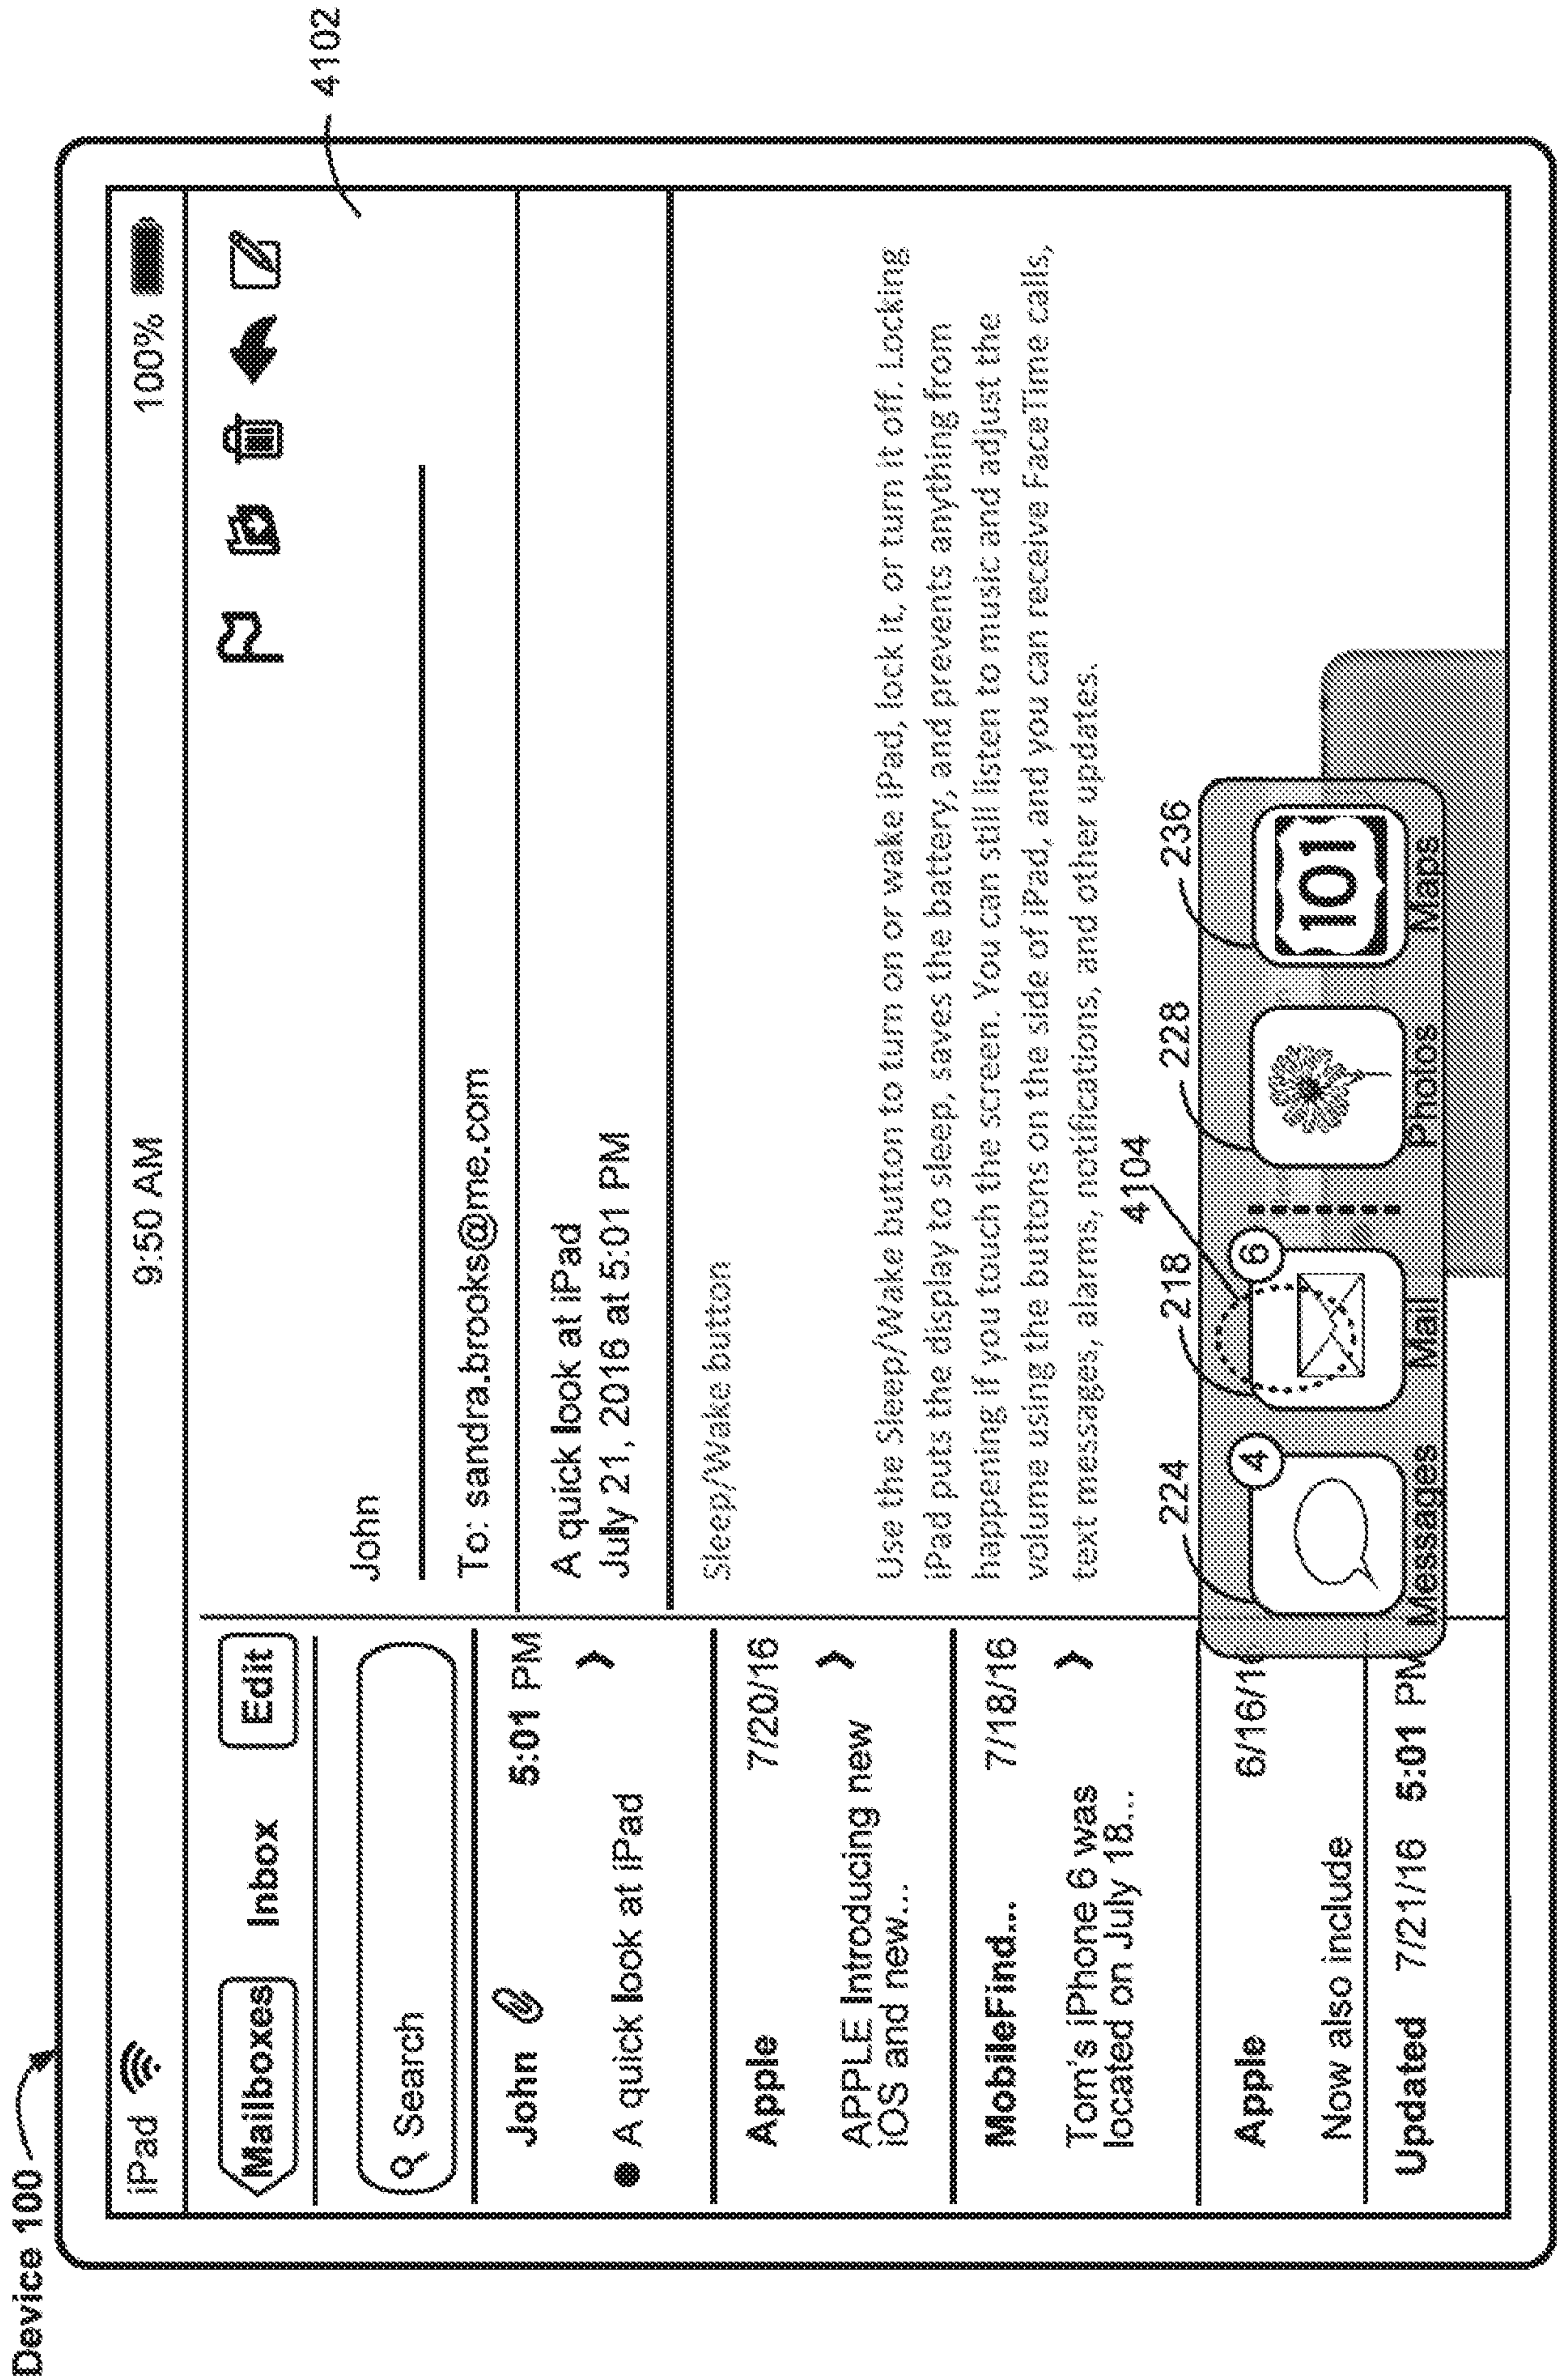 Device 100
4102
iPad
9:50 AM
100%
Mailboxes
Inbox
Edit
Search
John
5:01 PM
A quick look at iPad
Apple
7/20/16
APPLE Introducing new
iOS and new...
MobileFind...
7/18/16
Tom's iPhone 6 was
located on July 18...
Apple
6/16/1
Now also include
Updated 7/21/16 5:01 PM
John
To: sandra.brooks@me.com
A quick look at iPad
July 21, 2016 at 5:01 PM
Sleep/Wake button
Use the Sleep/Wake button to turn on or wake iPad, lock it, or turn it off. Locking
iPad puts the display to sleep, saves the battery, and prevents anything from
happening if you touch the screen. You can still listen to music and adjust the
volume using the buttons on the side of iPad, and you can receive FaceTime calls,
text messages, alarms, notifications, and other updates.
224
218
4104
228
236
4
6
101
Messages
Mail
Photos
Maps